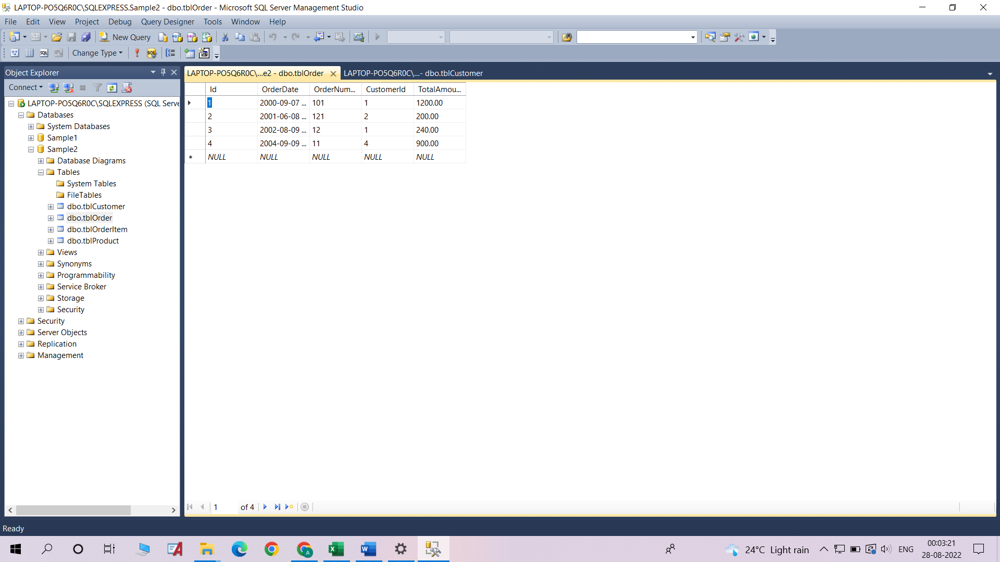 LAPTOP-PO5Q6R0C\SQLEXPRESS.Sample2 - dbo.tblOrder - Microsoft SQL Server Management Studio
File Edit View Project Debug Query Designer Tools Window Help
New Query
Change Type
Object Explorer
Connect
LAPTOP-PO5Q6R0C\SQLEXPRESS (SQL Serve
Databases
System Databases
Sample1
Sample2
Database Diagrams
Tables
System Tables
FileTables
dbo.tblCustomer
dbo.tblOrder
dbo.tblOrderItem
dbo.tblProduct
Views
Synonyms
Programmability
Service Broker
Storage
Security
Security
Server Objects
Replication
Management
LAPTOP-PO5Q6R0C\...e2 - dbo.tblOrder LAPTOP-PO5Q6R0C\...- dbo.tblCustomer
Id OrderDate OrderNum... CustomerId TotalAmou...
1 2000-09-07 ... 101 1 1200.00
2 2001-06-08 ... 121 2 200.00
3 2002-08-09 ... 12 1 240.00
4 2004-09-09 ... 11 4 900.00
NULL NULL NULL NULL NULL
1 of 4
Ready
24°C Light rain ENG 00:03:21
28-08-2022